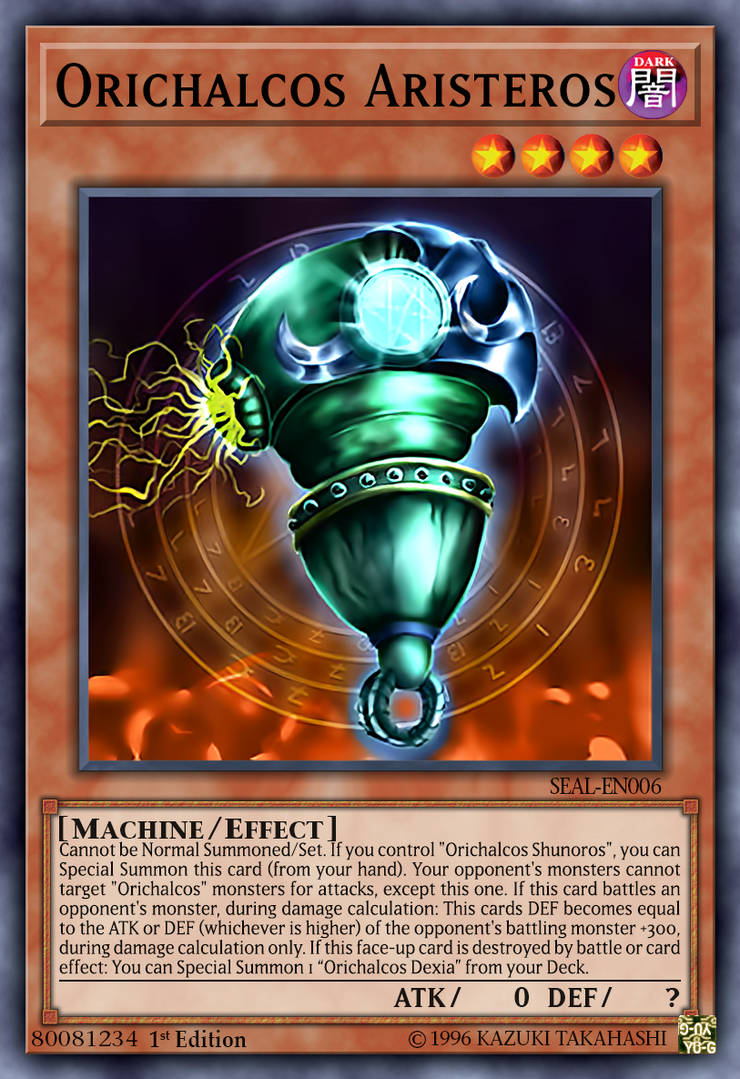 Orichalcos Aristeros
DARK
闇
SEAL-EN006
[Machine/Effect]
Cannot be Normal Summoned/Set. If you control "Orichalcos Shunoros", you can
Special Summon this card (from your hand). Your opponent's monsters cannot
target "Orichalcos" monsters for attacks, except this one. If this card battles an
opponent's monster, during damage calculation: This cards DEF becomes equal
to the ATK or DEF (whichever is higher) of the opponent's battling monster +300,
during damage calculation only. If this face-up card is destroyed by battle or card
effect: You can Special Summon 1 “Orichalcos Dexia” from your Deck.
ATK/ 0 DEF/ ?
80081234 1st Edition © 1996 KAZUKI TAKAHASHI